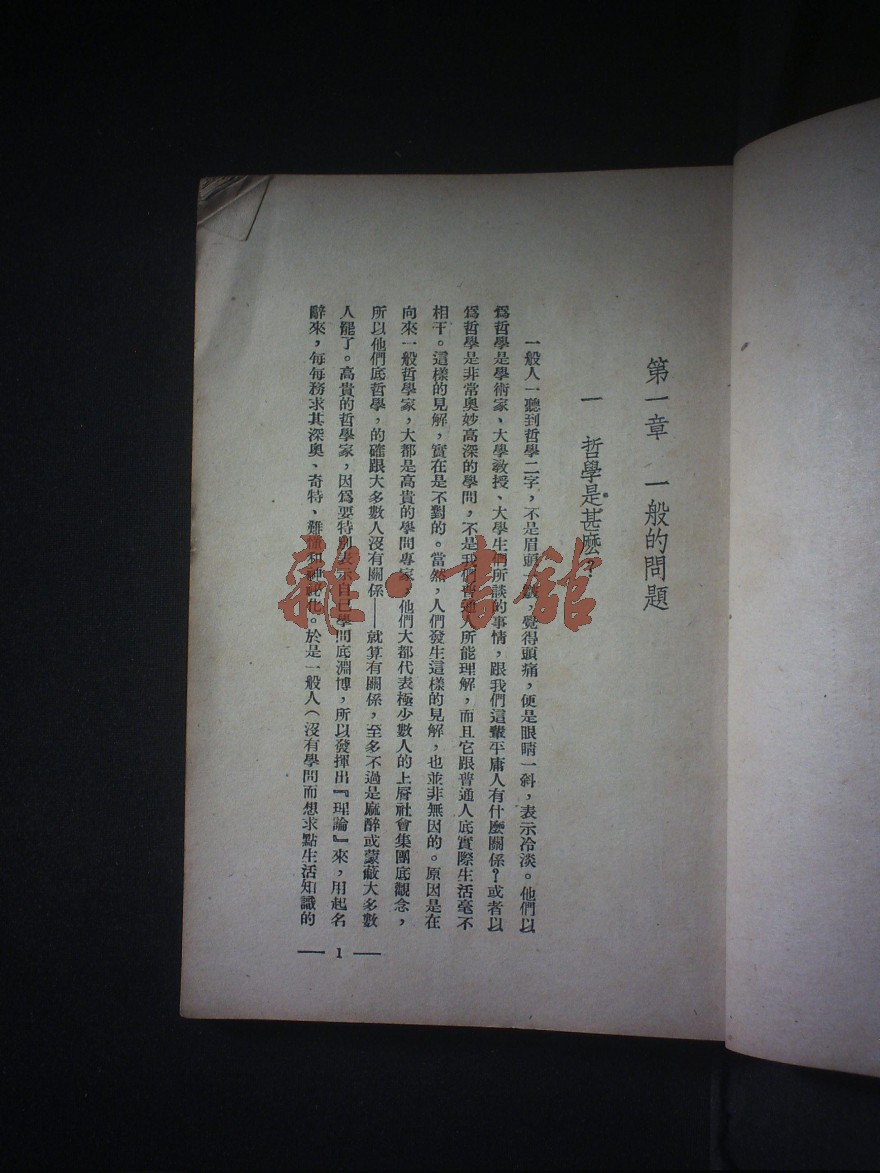 第一章 一般的問題
一 哲學是甚麽?
一般人一聽到哲學二字,不是眉頭一皺,覺得頭痛,便是眼睛一斜,表示冷淡。他們以
爲哲學是學術家、大學敎授、大學生們所談的事情,跟我們這輩平庸人有什麽關係?或者以
爲哲學是非常奥妙高深的學問,不是我們普通人所能理解,而且它跟普通人底實際生活毫不
相干。這樣的見解,實在是不對的。當然,人們發生這樣的見解,也並非無因的。原因是在
向來一般哲學家,大都是高貴的學問專家,他們大都代表極少數人的上層社會集團底觀念,
所以他們底哲學,的確跟大多數人沒有關係——就算有關係,至多不過是麻醉或蒙蔽大多數
人罷了。高貴的哲學家,因爲要特別表示自己學問底淵博,所以發揮出『理論』來,用起名
辭來,每每務求其深奥、奇特、難懂和神祕化。於是一般人(沒有學問而想求點生活知識的
— 1 —
雜·書館